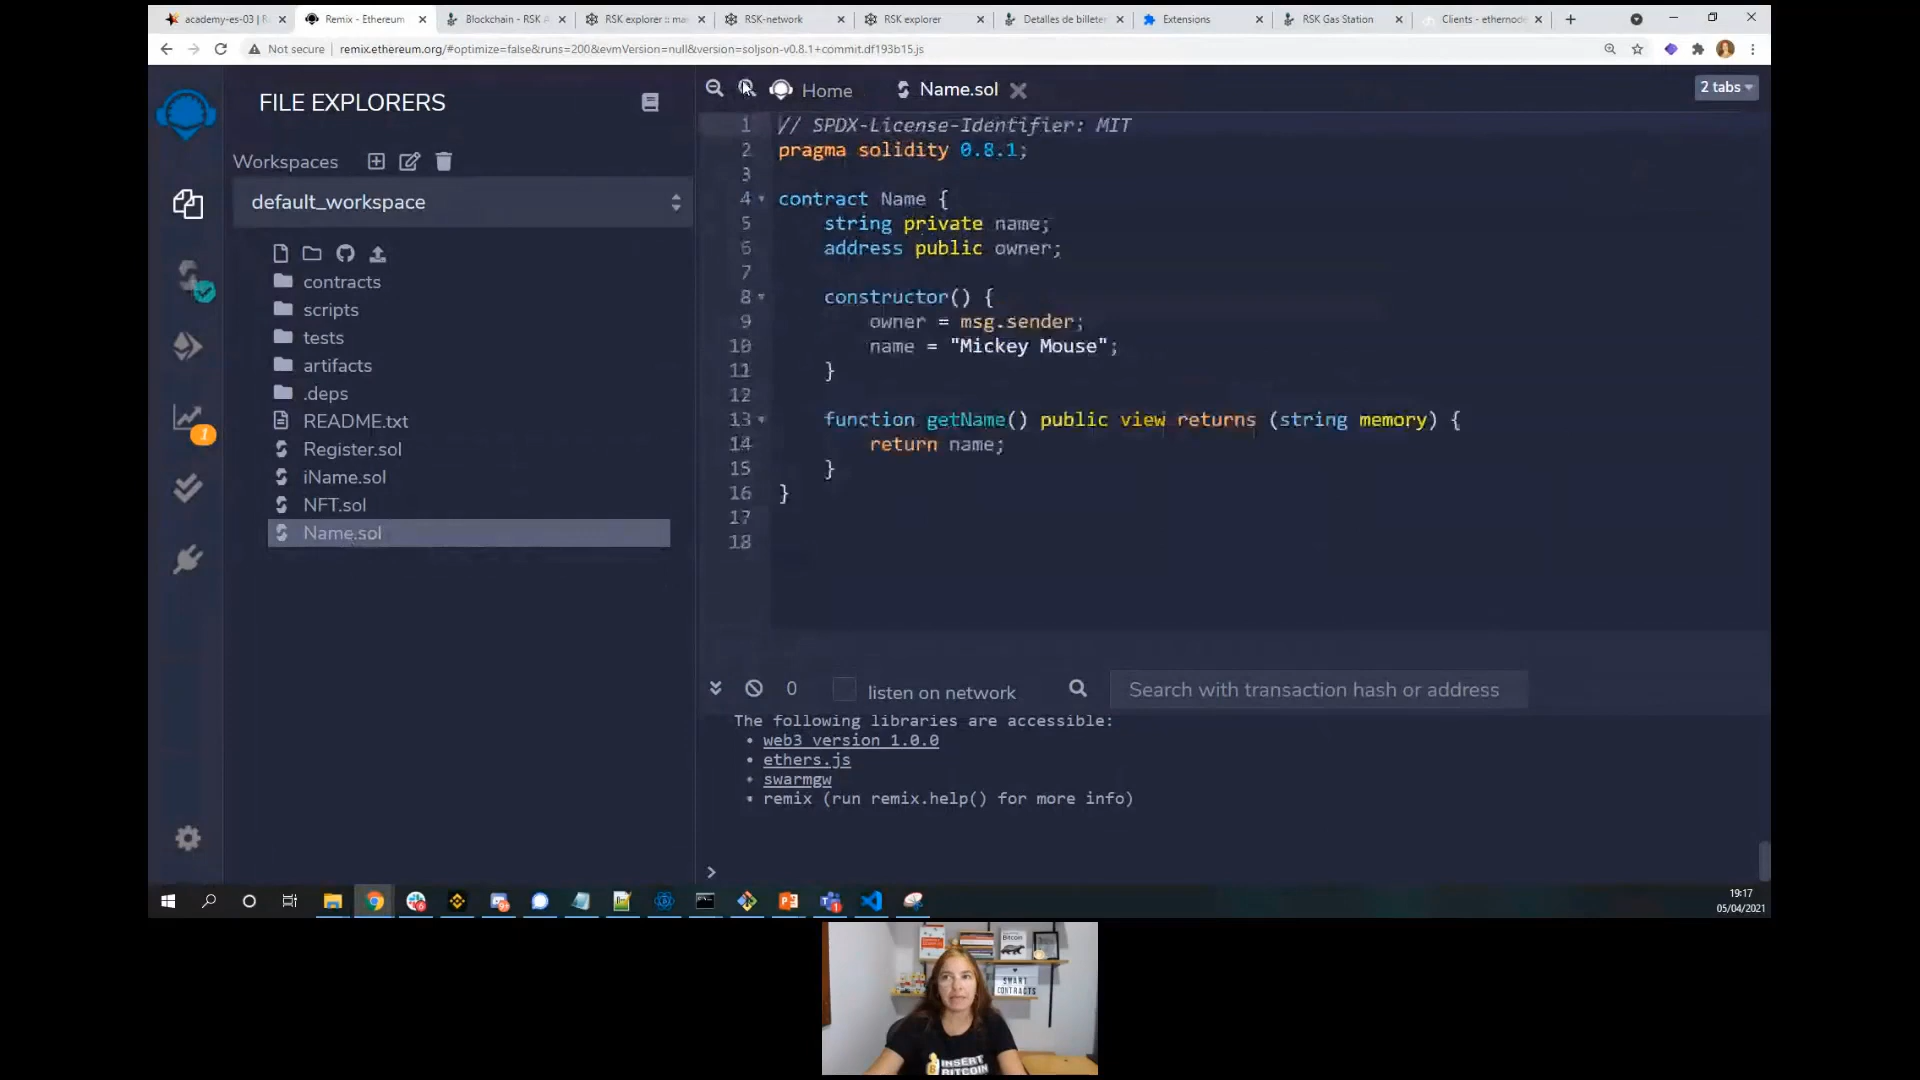 academy-es-03 | R
Remix - Ethereum
Blockchain - RSK A
RSK explorer :: ma
RSK-network
RSK explorer
Detalles de billeter
Extensions
RSK Gas Station
Clients - ethernode
Not secure
remix.ethereum.org/#optimize=false&runs=200&evmVersion=null&version=soljson-v0.8.1+commit.df193b15.js
FILE EXPLORERS
Home
Name.sol
2 tabs
Workspaces
default_workspace
contracts
scripts
tests
artifacts
.deps
README.txt
Register.sol
iName.sol
NFT.sol
Name.sol
1
1 // SPDX-License-Identifier: MIT
2 pragma solidity 0.8.1;
3
4 contract Name {
5 string private name;
6 address public owner;
7
8 constructor() {
9 owner = msg.sender;
10 name = "Mickey Mouse";
11 }
12
13 function getName() public view returns (string memory) {
14 return name;
15 }
16 }
17
18
0
listen on network
Search with transaction hash or address
The following libraries are accessible:
• web3 version 1.0.0
• ethers.js
• swarmgw
• remix (run remix.help() for more info)
>
19:17
05/04/2021
Bitcoin
SMART
CONTRACTS
INSERT
BITCOIN